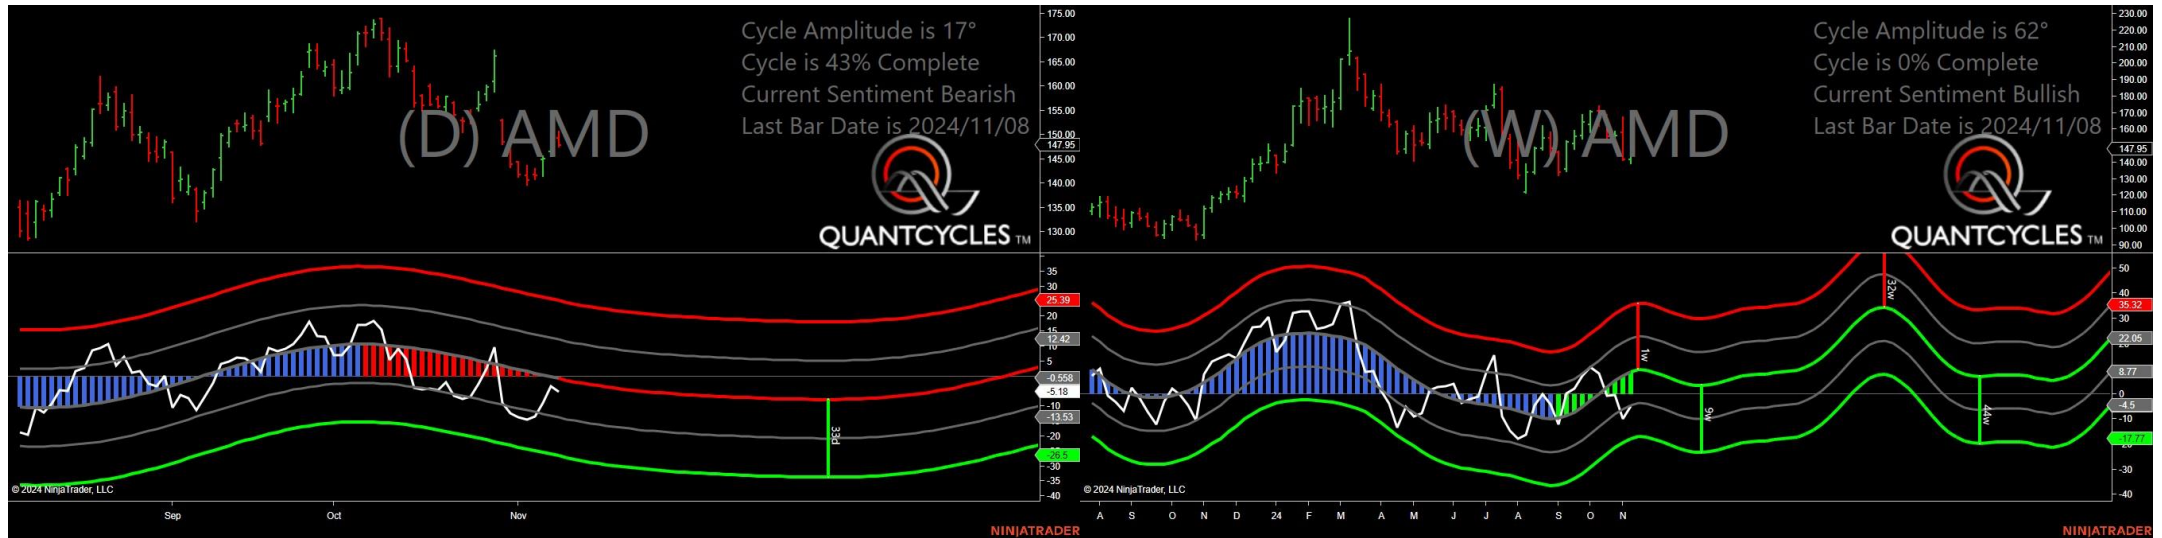 175.00
170.00
165.00
160.00
155.00
150.00
147.95
145.00
140.00
135.00
130.00
Cycle Amplitude is 17°
Cycle is 43% Complete
Current Sentiment Bearish
Last Bar Date is 2024/11/08
(D) AMD
QUANTCYCLES TM
35
25.39
20
15
12.42
10
5
-0.558
-5.18
-10
-13.53
-20
-26.5
-30
-35
-40
33d
© 2024 NinjaTrader, LLC
Sep Oct Nov
NINJATRADER
230.00
220.00
210.00
200.00
190.00
180.00
170.00
160.00
147.95
140.00
130.00
120.00
110.00
100.00
90.00
Cycle Amplitude is 62°
Cycle is 0% Complete
Current Sentiment Bullish
Last Bar Date is 2024/11/08
(W) AMD
QUANTCYCLES TM
50
40
35.32
30
22.05
8.77
0
-4.5
-10
-17.77
-30
-40
1w
9w
32w
44w
© 2024 NinjaTrader, LLC
A S O N D 24 F M A M J J A S O N
NINJATRADER